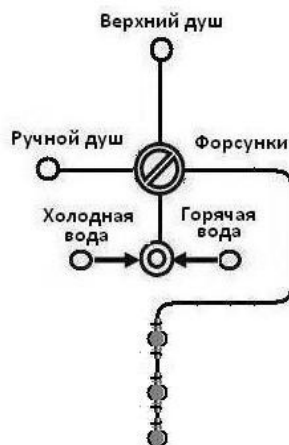 Верхний душ
Ручной душ
Форсунки
Холодная
вода
Горячая
вода